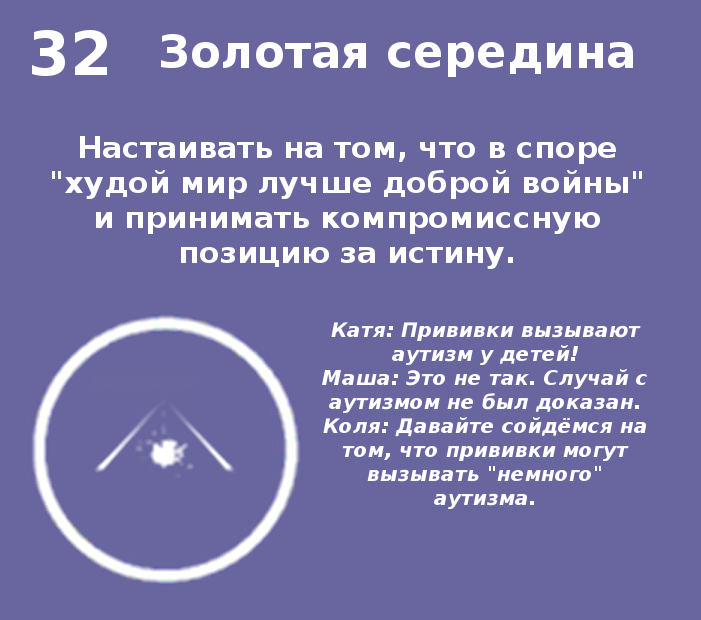 32 Золотая середина
Настаивать на том, что в споре
"худой мир лучше доброй войны"
и принимать компромиссную
позицию за истину.
Катя: Прививки вызывают
аутизм у детей!
Маша: Это не так. Случай с
аутизмом не был доказан.
Коля: Давайте сойдёмся на
том, что прививки могут
вызывать "немного"
аутизма.